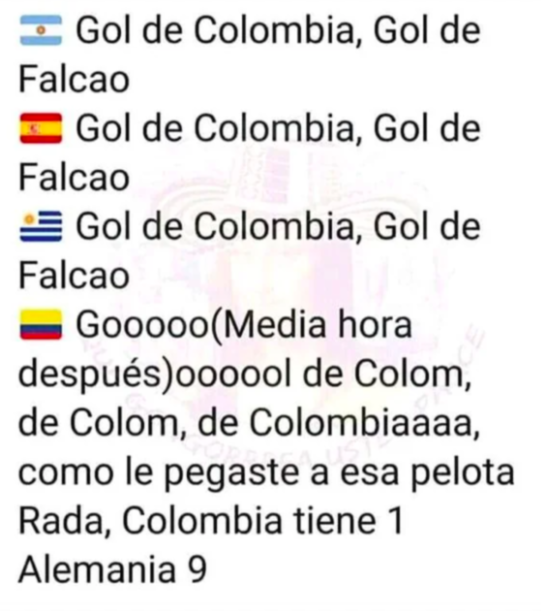 🇦🇷 Gol de Colombia, Gol de
Falcao
🇪🇸 Gol de Colombia, Gol de
Falcao
🇺🇾 Gol de Colombia, Gol de
Falcao
🇨🇴 Gooooo(Media hora
después)ooooool de Colom,
de Colom, de Colombiaaaa,
como le pegaste a esa pelota
Rada, Colombia tiene 1
Alemania 9